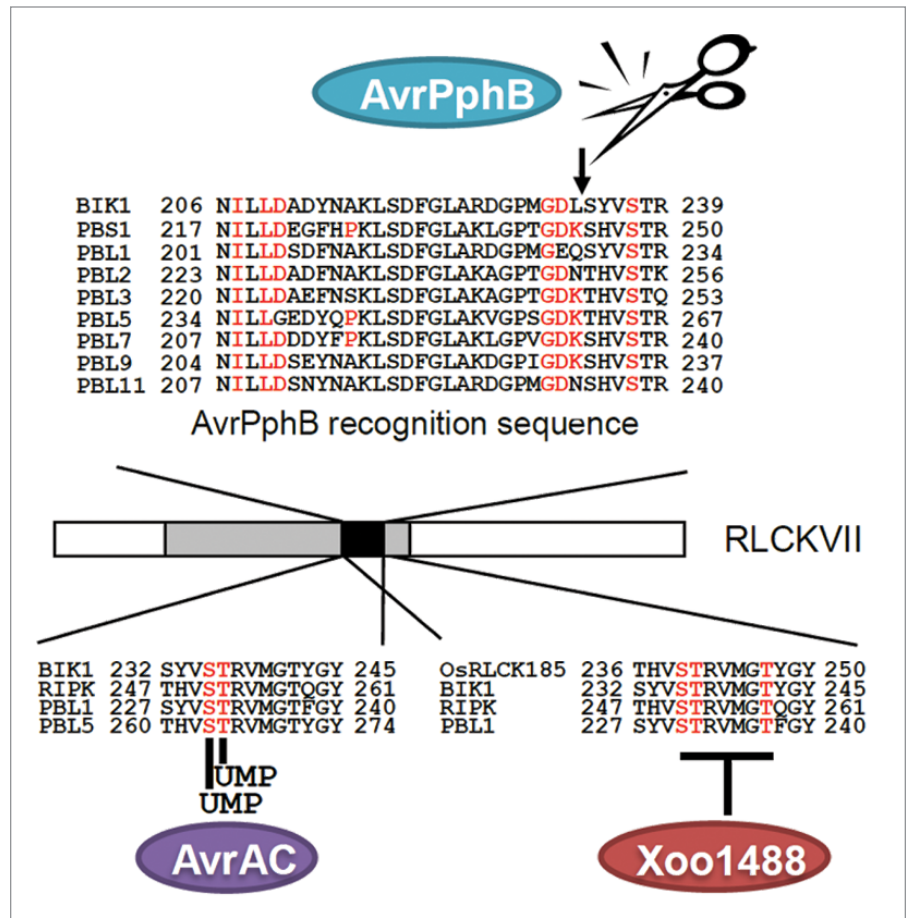 AvrPphB
BIK1 206 NILLDADYNAKLSDFGLARDGPMGDLSYVSTR 239
PBS1 217 NILLDEGFHPKLSDFGLAKLGPTGDKSHVSTR 250
PBL1 201 NILLDSDFNAKLSDFGLARDGPMGEQSYVSTR 234
PBL2 223 NILLDADFNAKLSDFGLAKAGPTGDNTHVSTK 256
PBL3 220 NILLDAEFNSKLSDFGLAKAGPTGDKTHVSTQ 253
PBL5 234 NILLGEDYQPKLSDFGLAKVGPSGDKTHVSTR 267
PBL7 207 NILLDDDYFPKLSDFGLAKLGPVGDKSHVSTR 240
PBL9 204 NILLDSEYNAKLSDFGLARDGPIGDKSHVSTR 237
PBL11 207 NILLDSNYNAKLSDFGLARDGPMGDNSHVSTR 240
AvrPphB recognition sequence
RLCKVII
BIK1 232 SYVSTRVMGTYGY 245
RIPK 247 THVSTRVMGTQGY 261
PBL1 227 SYVSTRVMGTFGY 240
PBL5 260 THVSTRVMGTYGY 274
UMP
UMP
AvrAC
OsRLCK185 236 THVSTRVMGTYGY 250
BIK1 232 SYVSTRVMGTYGY 245
RIPK 247 THVSTRVMGTQGY 261
PBL1 227 SYVSTRVMGTFGY 240
Xoo1488